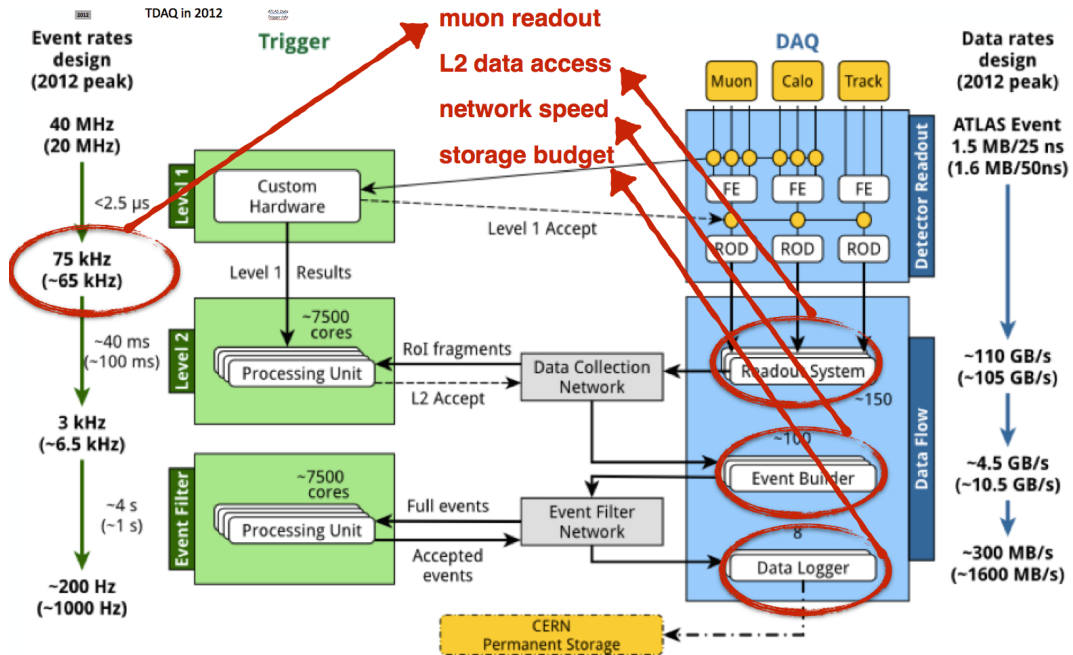 2012
TDAQ in 2012
muon readout
L2 data access
network speed
storage budget
Event rates
design
(2012 peak)
40 MHz
(20 MHz)
<2.5 μs
75 kHz
(~65 kHz)
~40 ms
(~100 ms)
3 kHz
(~6.5 kHz)
~4 s
(~1 s)
~200 Hz
(~1000 Hz)
Trigger
Level 1
Custom
Hardware
Level 1 Accept
Level 1 Results
Level 2
~7500
cores
Processing Unit
RoI fragments
L2 Accept
Data Collection
Network
Event Filter
~7500
cores
Processing Unit
Full events
Accepted
events
Event Filter
Network
DAQ
Muon Calo Track
FE FE FE
ROD ROD ROD
Detector Readout
Readout System
~150
Data Flow
~100
Event Builder
8
Data Logger
CERN
Permanent Storage
Data rates
design
(2012 peak)
ATLAS Event
1.5 MB/25 ns
(1.6 MB/50ns)
~110 GB/s
(~105 GB/s)
~4.5 GB/s
(~10.5 GB/s)
~300 MB/s
(~1600 MB/s)